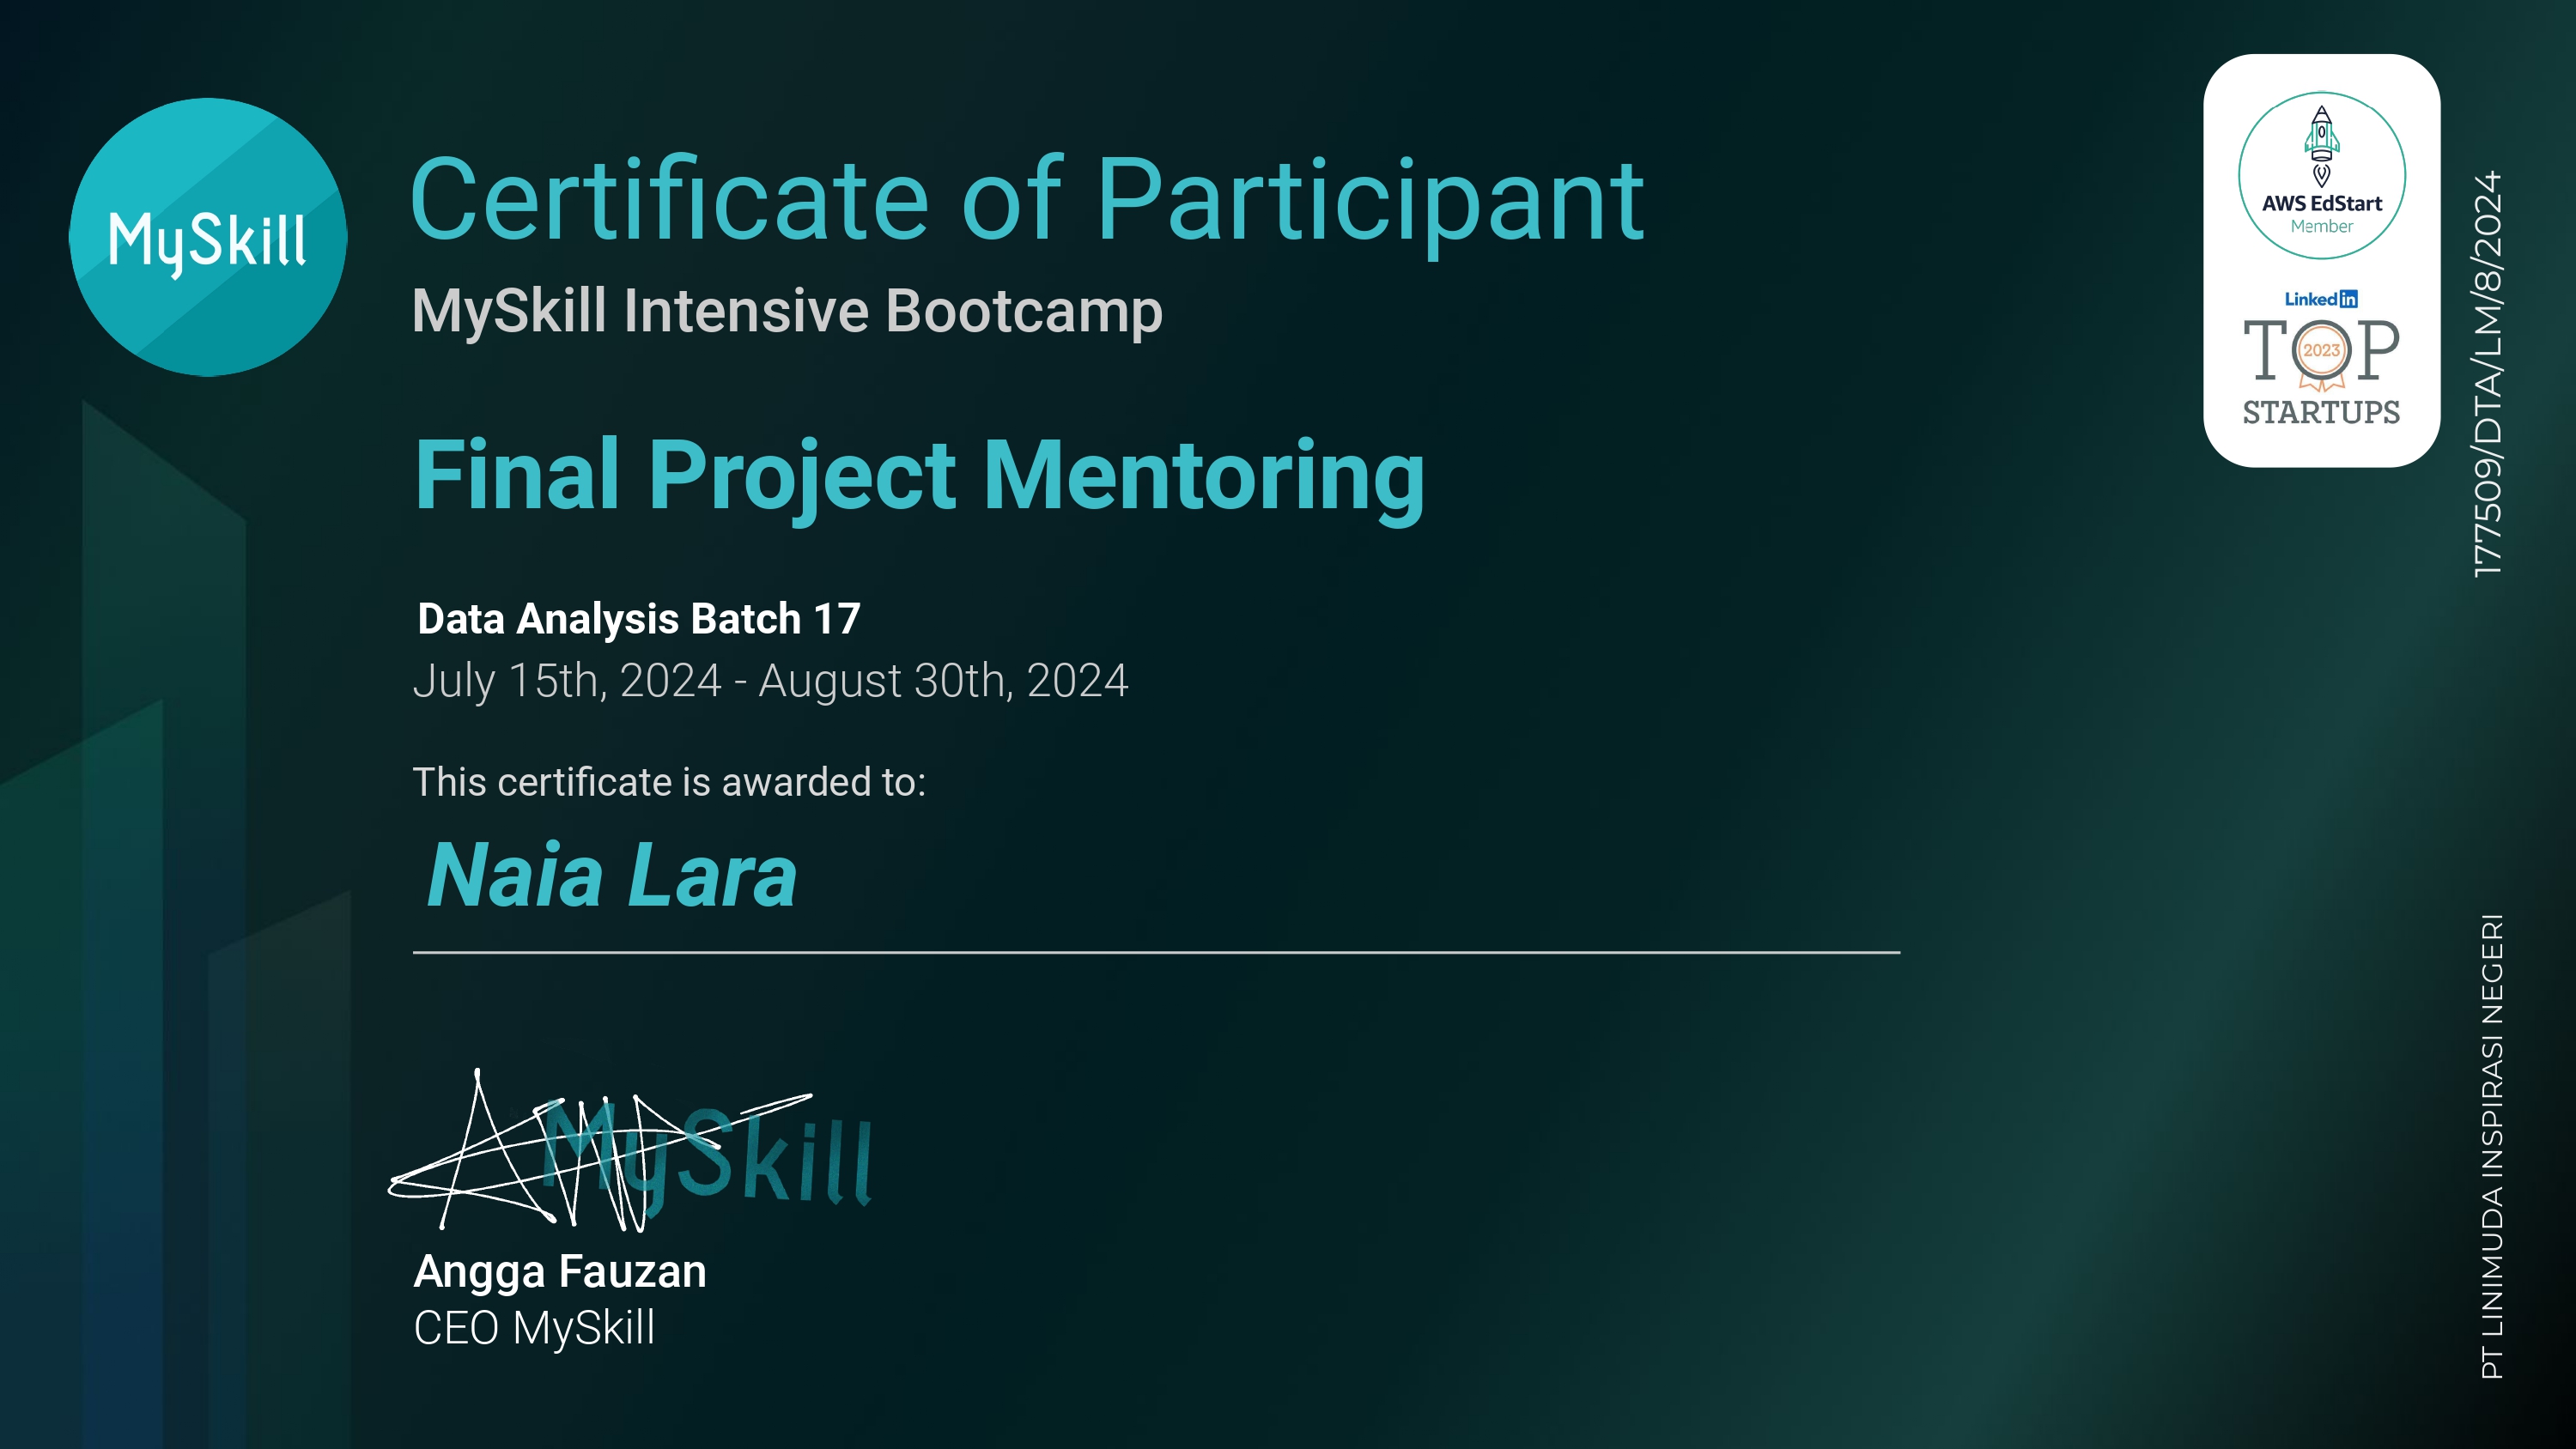 MySkill
Certificate of Participant
MySkill Intensive Bootcamp
Final Project Mentoring
Data Analysis Batch 17
July 15th, 2024 - August 30th, 2024
This certificate is awarded to:
Naia Lara
MySkill
Angga Fauzan
CEO MySkill
AWS EdStart
Member
Linked in
TOP
2023
STARTUPS
177509/DTA/LM/8/2024
PT LINIMUDA INSPIRASI NEGERI